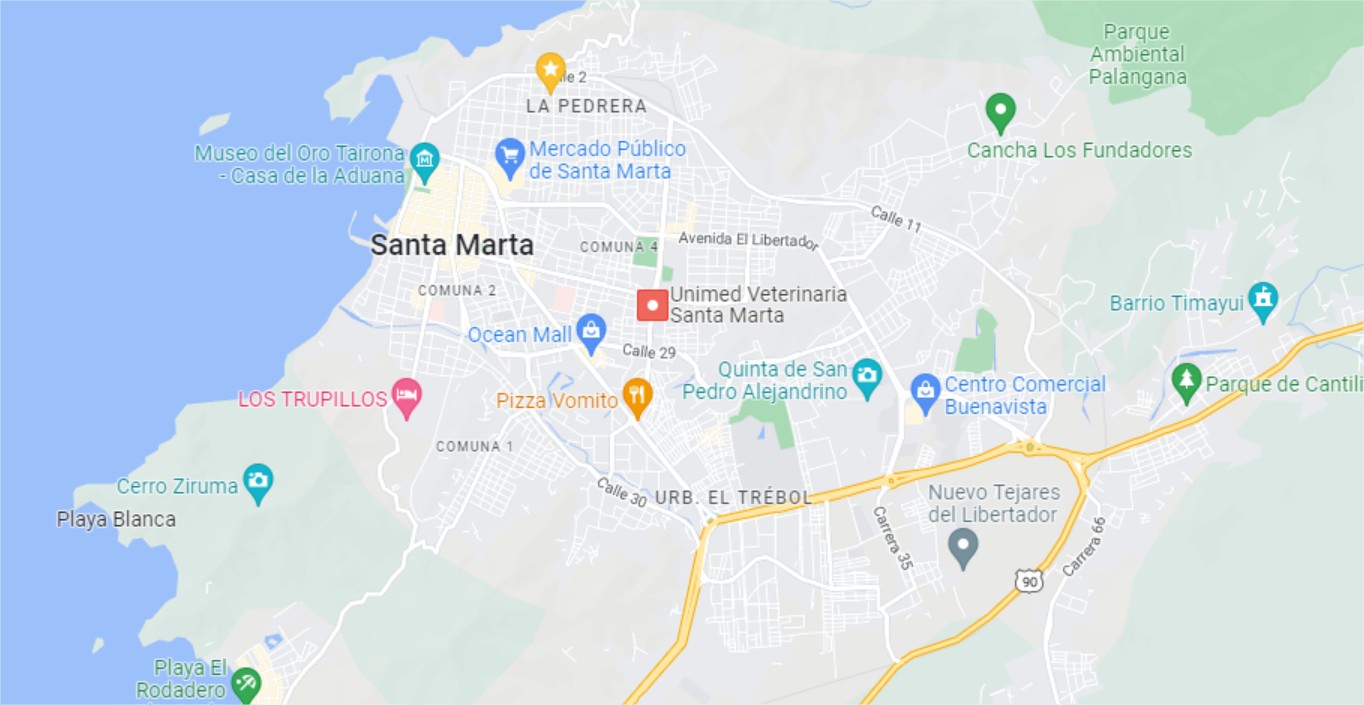 Parque
Ambiental
Palangana
Calle 2
LA PEDRERA
Cancha Los Fundadores
Museo del Oro Tairona
- Casa de la Aduana
Mercado Público
de Santa Marta
Calle 11
Santa Marta
COMUNA 4
Avenida El Libertador
COMUNA 2
Unimed Veterinaria
Santa Marta
Barrio Timayui
Ocean Mall
Calle 29
Quinta de San
Pedro Alejandrino
Centro Comercial
Buenavista
Parque de Cantili
LOS TRUPILLOS
Pizza Vomito
COMUNA 1
Cerro Ziruma
Playa Blanca
Calle 30
URB. EL TRÉBOL
Nuevo Tejares
del Libertador
Carrera 35
Carrera 66
90
Playa El
Rodadero